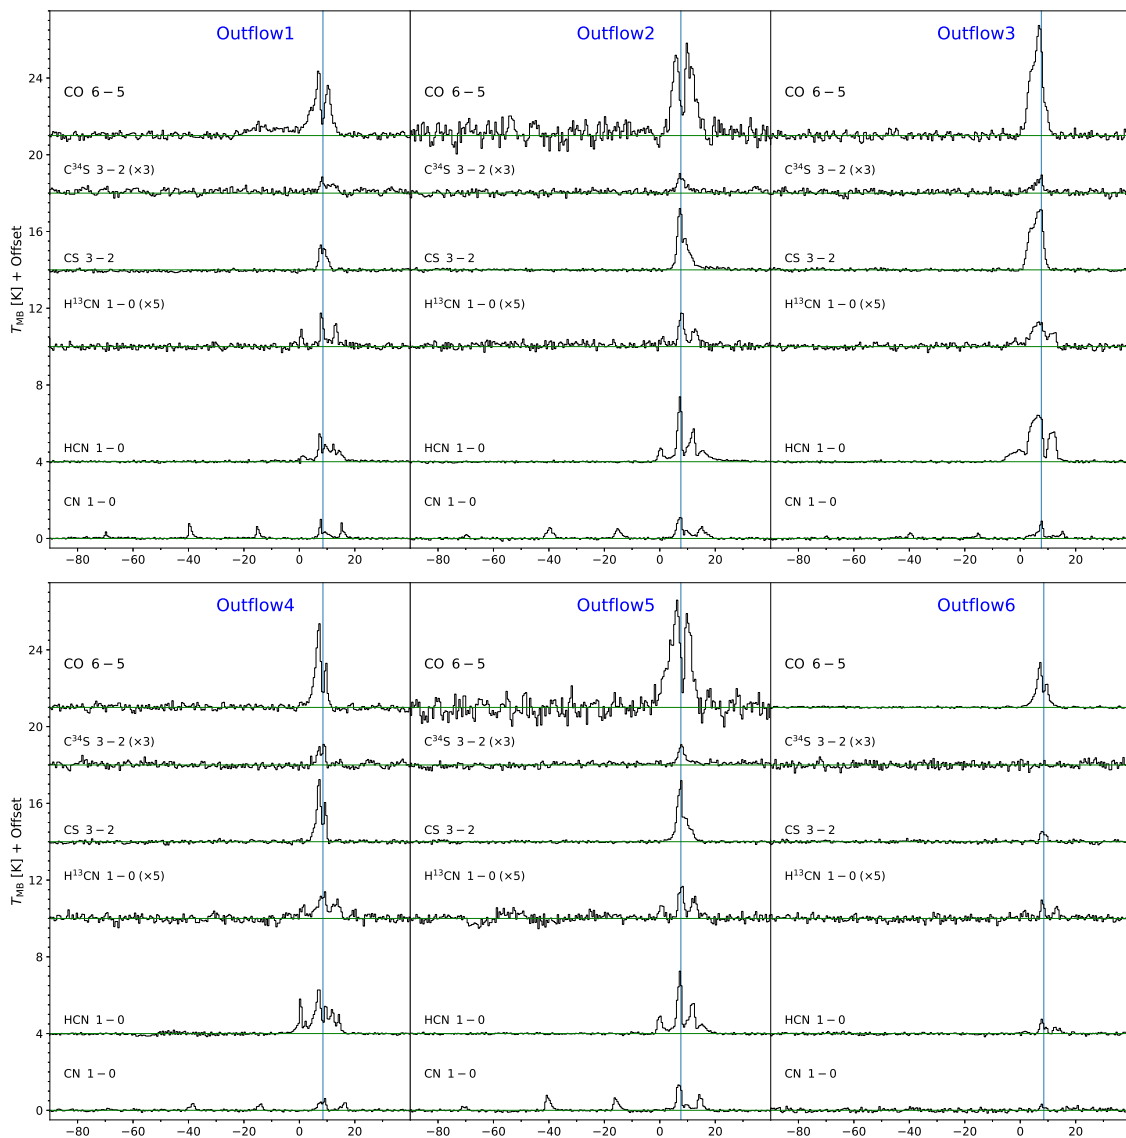 Outflow1 Outflow2 Outflow3
CO 6−5 CO 6−5 CO 6−5
24
20
C³⁴S 3−2 (×3) C³⁴S 3−2 (×3) C³⁴S 3−2 (×3)
16
CS 3−2 CS 3−2 CS 3−2
T_MB [K] + Offset
12
H¹³CN 1−0 (×5) H¹³CN 1−0 (×5) H¹³CN 1−0 (×5)
8
HCN 1−0 HCN 1−0 HCN 1−0
4
CN 1−0 CN 1−0 CN 1−0
0
−80 −60 −40 −20 0 20 −80 −60 −40 −20 0 20 −80 −60 −40 −20 0 20
Outflow4 Outflow5 Outflow6
CO 6−5 CO 6−5 CO 6−5
24
20
C³⁴S 3−2 (×3) C³⁴S 3−2 (×3) C³⁴S 3−2 (×3)
16
CS 3−2 CS 3−2 CS 3−2
T_MB [K] + Offset
12
H¹³CN 1−0 (×5) H¹³CN 1−0 (×5) H¹³CN 1−0 (×5)
8
HCN 1−0 HCN 1−0 HCN 1−0
4
CN 1−0 CN 1−0 CN 1−0
0
−80 −60 −40 −20 0 20 −80 −60 −40 −20 0 20 −80 −60 −40 −20 0 20